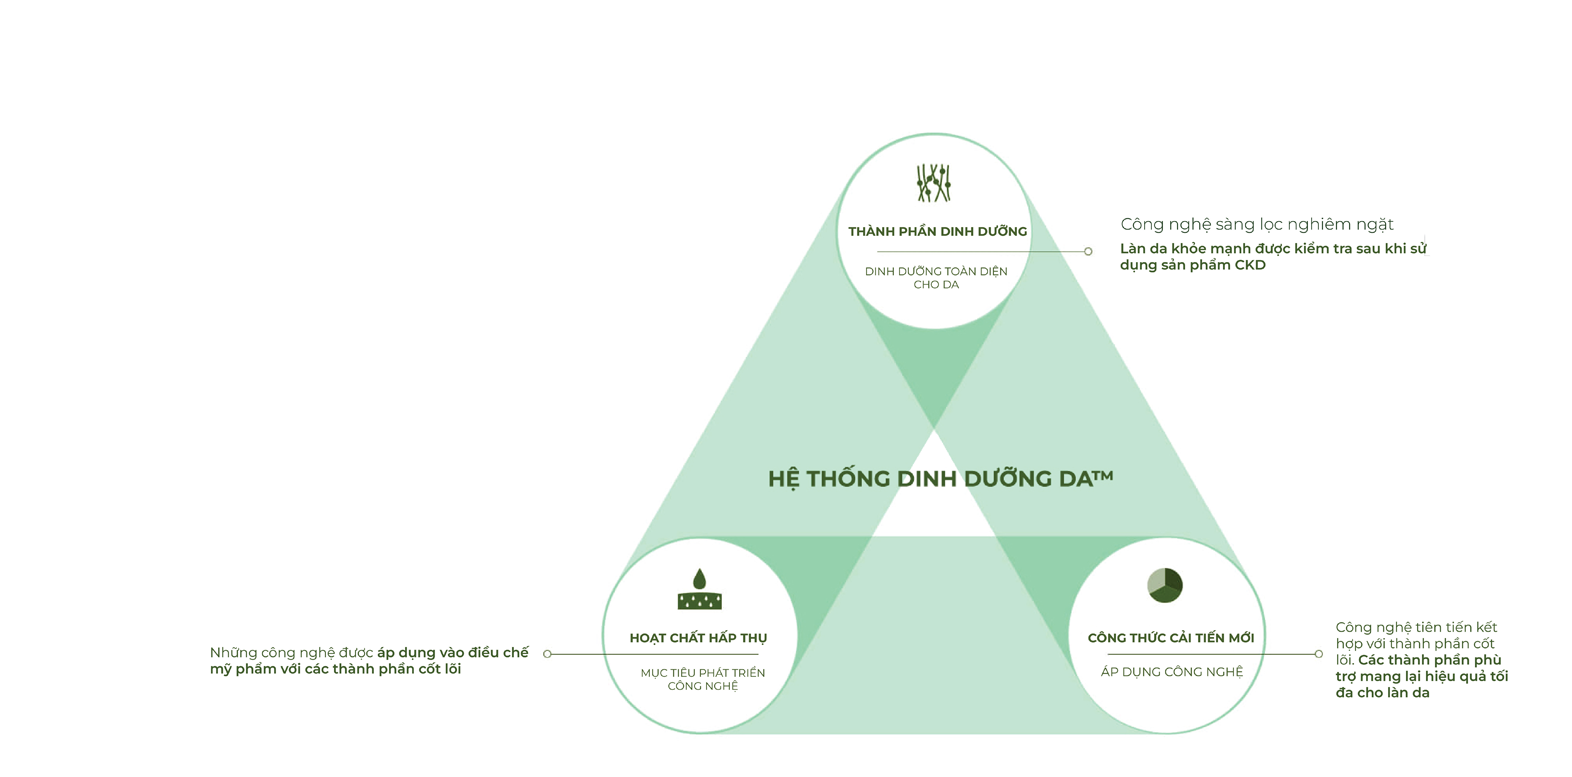 THÀNH PHẦN DINH DƯỠNG
DINH DƯỠNG TOÀN DIỆN
CHO DA
Công nghệ sàng lọc nghiêm ngặt
Làn da khỏe mạnh được kiểm tra sau khi sử
dụng sản phẩm CKD
HỆ THỐNG DINH DƯỠNG DA™
HOẠT CHẤT HẤP THỤ
MỤC TIÊU PHÁT TRIỂN
CÔNG NGHỆ
Những công nghệ được áp dụng vào điều chế
mỹ phẩm với các thành phần cốt lõi
CÔNG THỨC CẢI TIẾN MỚI
ÁP DỤNG CÔNG NGHỆ
Công nghệ tiên tiến kết
hợp với thành phần cốt
lõi. Các thành phần phù
trợ mang lại hiệu quả tối
đa cho làn da